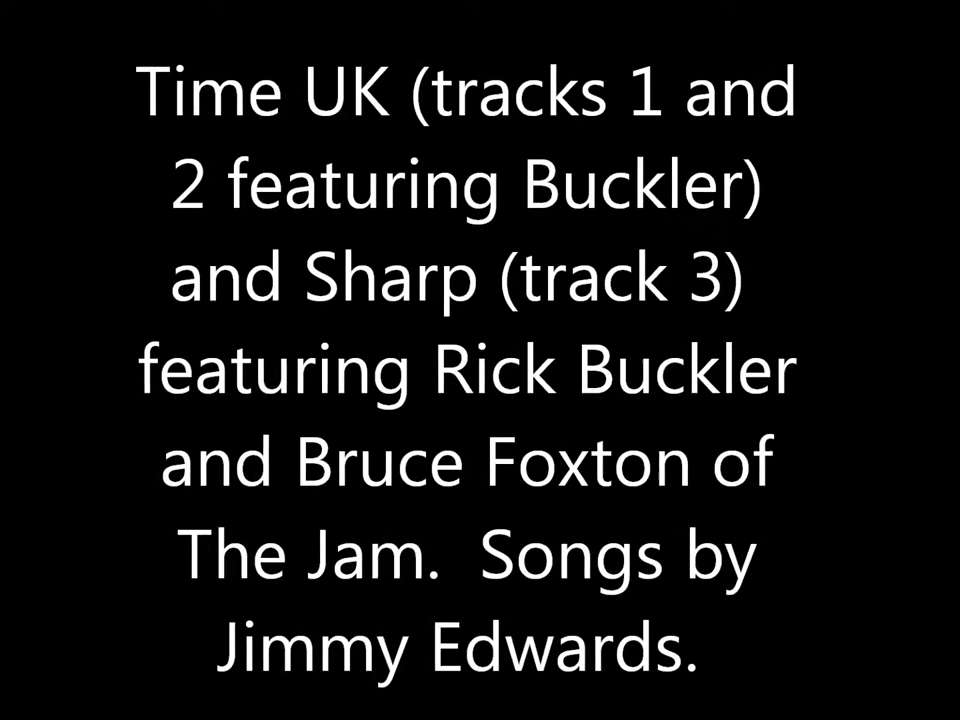 Time UK (tracks 1 and
2 featuring Buckler)
and Sharp (track 3)
featuring Rick Buckler
and Bruce Foxton of
The Jam.  Songs by
Jimmy Edwards.